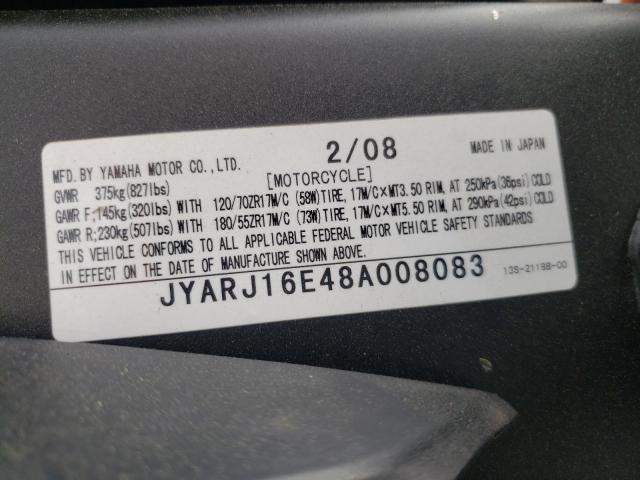 MFD. BY YAMAHA MOTOR CO., LTD. 2/08 MADE IN JAPAN
GVWR 375kg(827lbs) [MOTORCYCLE]
GAWR F;145kg(320lbs) WITH 120/70ZR17M/C (58W)TIRE, 17M/C×MT3.50 RIM, AT 250kPa(36psi)COLD
GAWR R;230kg(507lbs) WITH 180/55ZR17M/C (73W)TIRE, 17M/C×MT5.50 RIM, AT 290kPa(42psi)COLD
THIS VEHICLE CONFORMS TO ALL APPLICABLE FEDERAL MOTOR VEHICLE SAFETY STANDARDS
IN EFFECT ON THE DATE OF MANUFACTURE SHOWN ABOVE.
JYARJ16E48A008083 13S-2118B-00